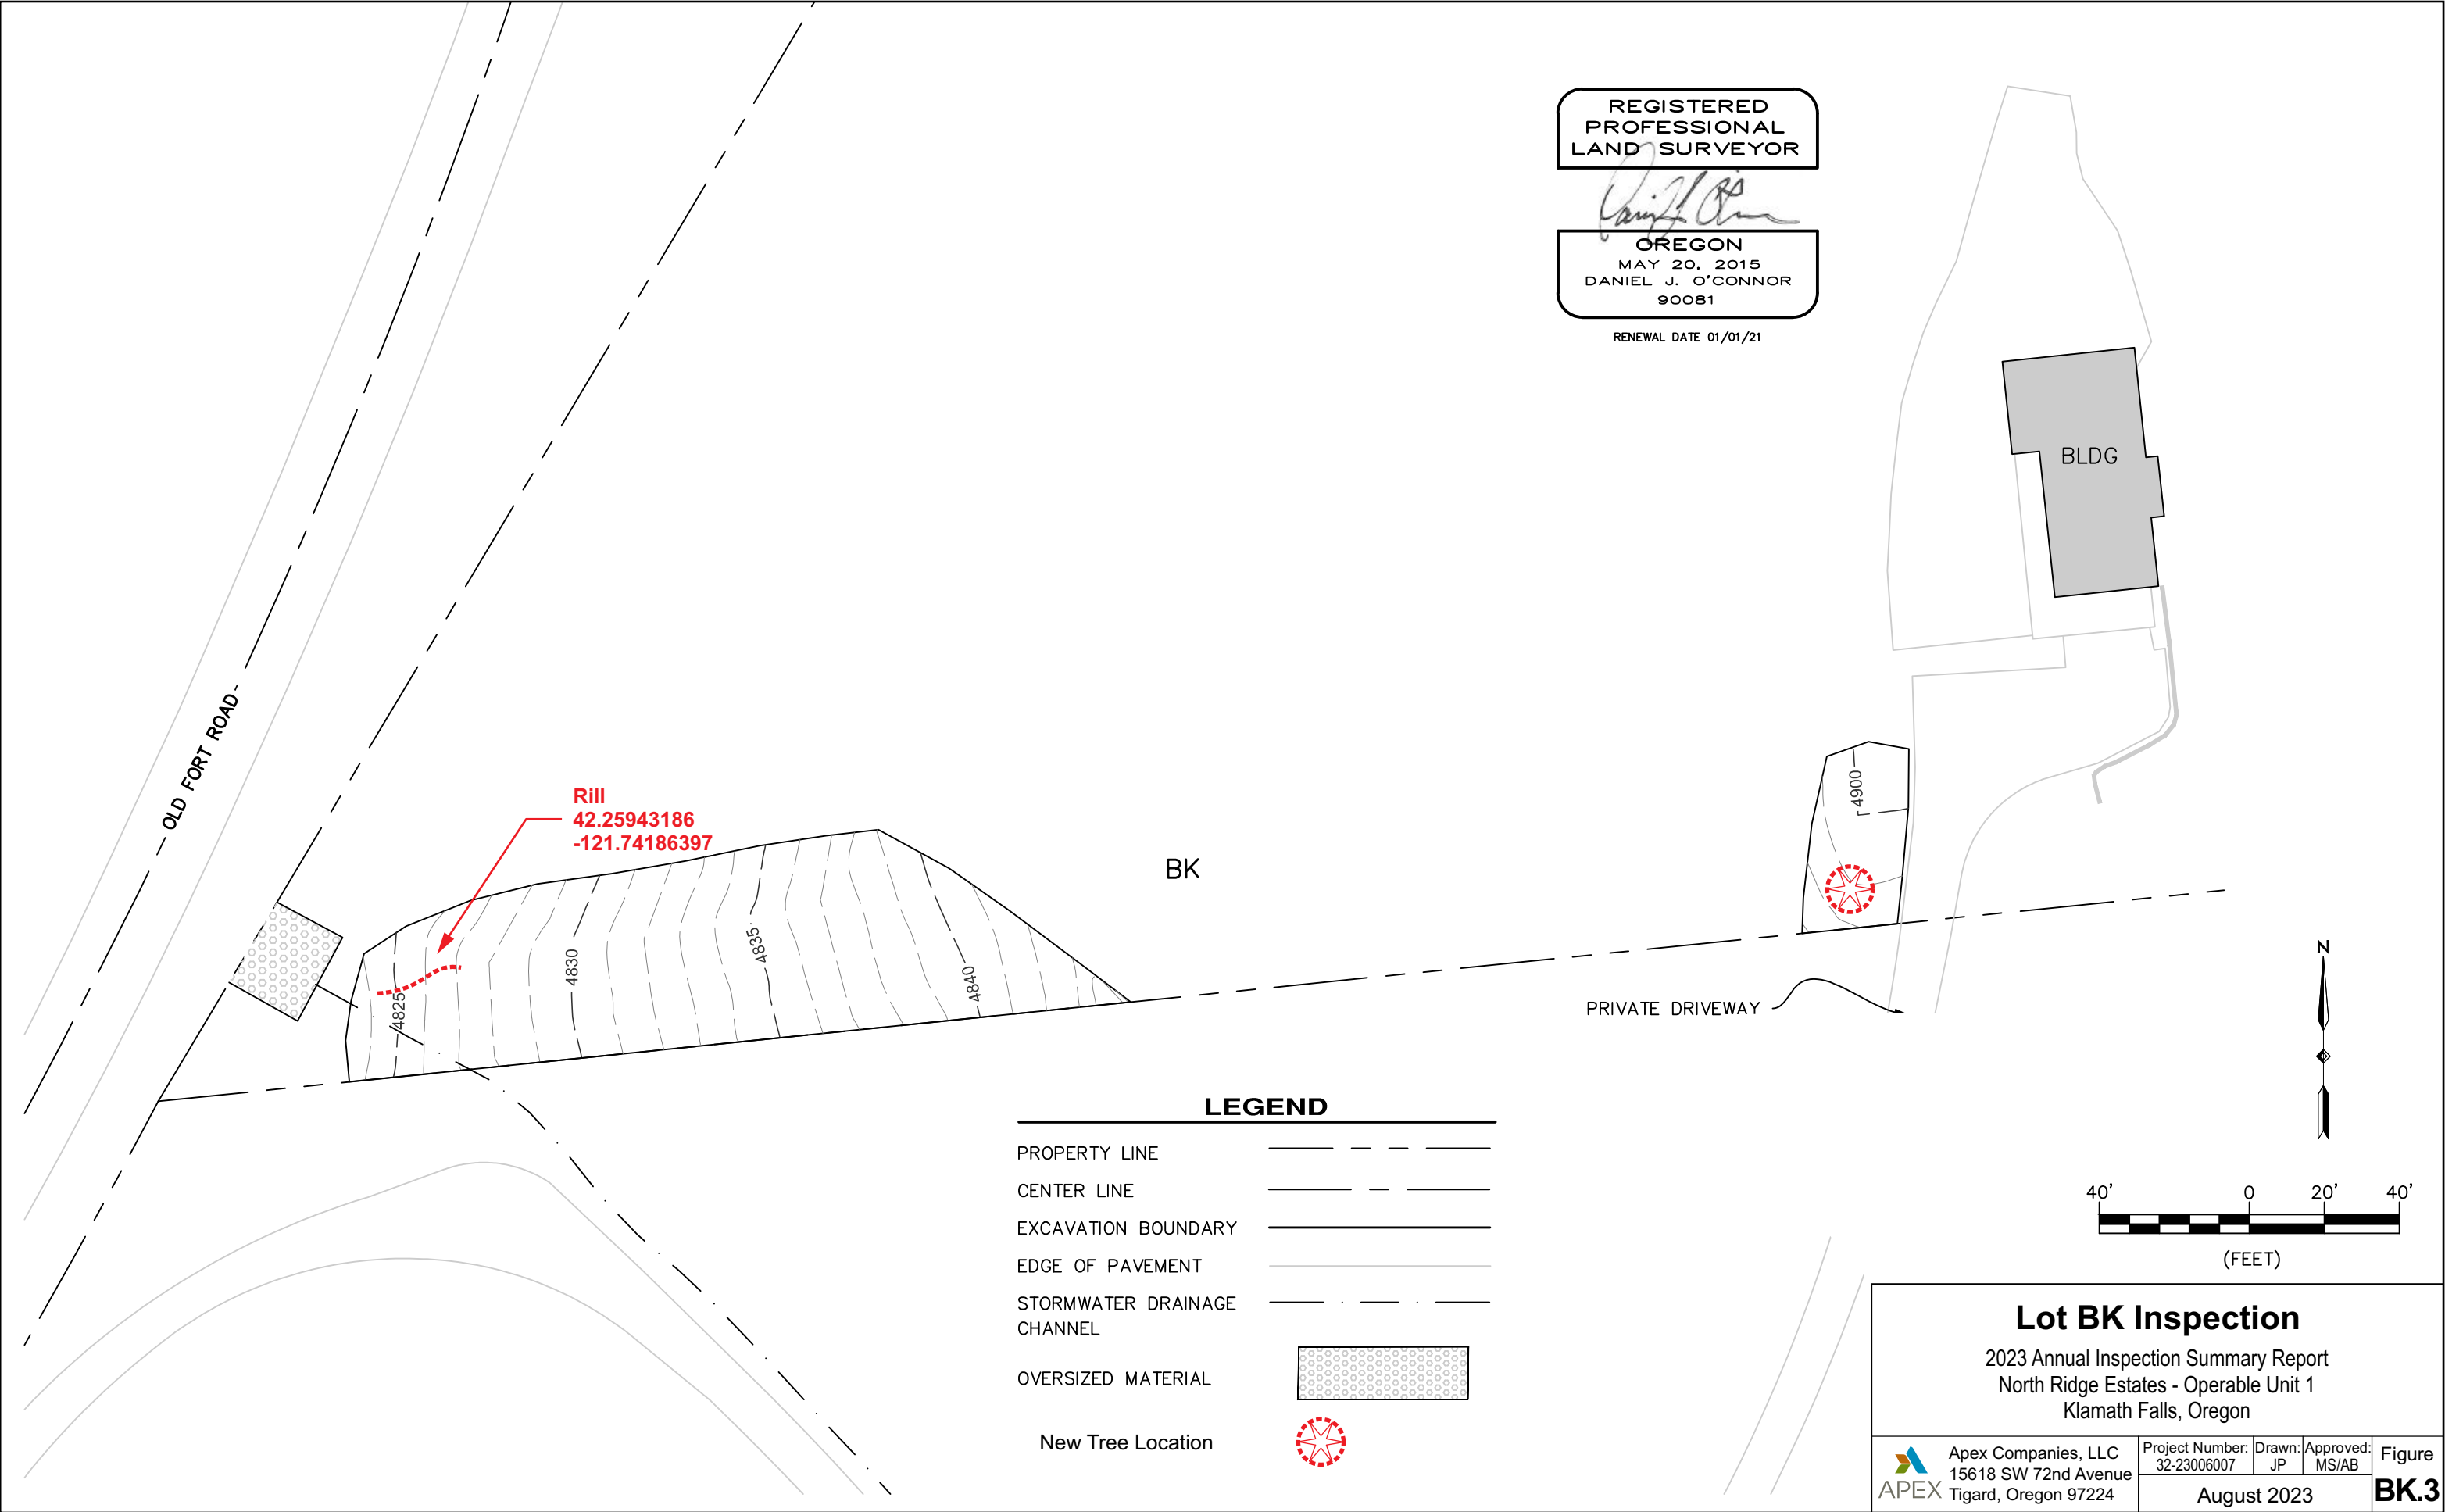 REGISTERED
PROFESSIONAL
LAND SURVEYOR
OREGON
MAY 20, 2015
DANIEL J. O'CONNOR
90081
RENEWAL DATE 01/01/21
BLDG
OLD FORT ROAD
Rill
42.25943186
-121.74186397
BK
4900
4825
4830
4835
4840
PRIVATE DRIVEWAY
N
LEGEND
PROPERTY LINE
CENTER LINE
EXCAVATION BOUNDARY
EDGE OF PAVEMENT
STORMWATER DRAINAGE
CHANNEL
OVERSIZED MATERIAL
New Tree Location
40' 0 20' 40'
(FEET)
Lot BK Inspection
2023 Annual Inspection Summary Report
North Ridge Estates - Operable Unit 1
Klamath Falls, Oregon
APEX
Apex Companies, LLC
15618 SW 72nd Avenue
Tigard, Oregon 97224
Project Number:
32-23006007
Drawn:
JP
Approved:
MS/AB
August 2023
Figure
BK.3